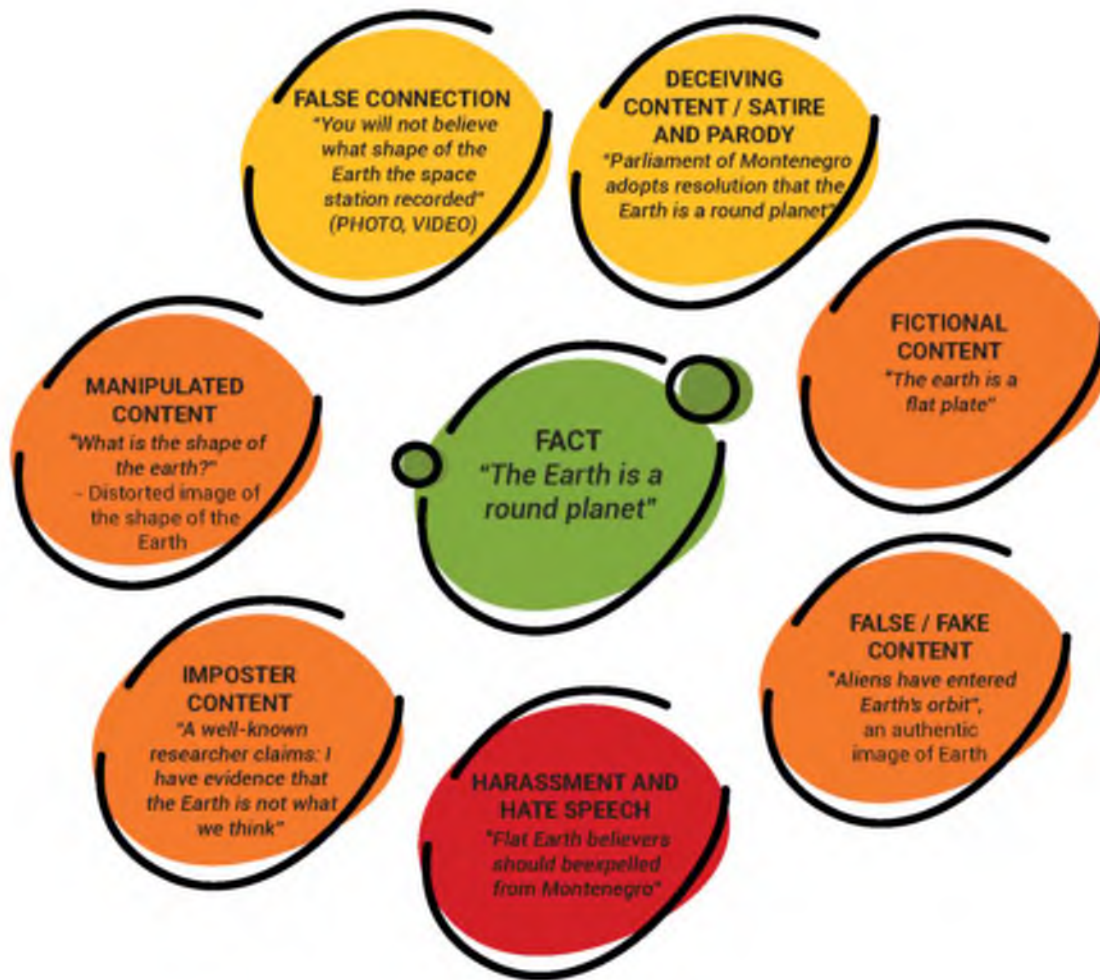 FALSE CONNECTION
"You will not believe
what shape of the
Earth the space
station recorded"
(PHOTO, VIDEO)
DECEIVING
CONTENT / SATIRE
AND PARODY
"Parliament of Montenegro
adopts resolution that the
Earth is a round planet"
FICTIONAL
CONTENT
"The earth is a
flat plate"
MANIPULATED
CONTENT
"What is the shape of
the earth?"
- Distorted image of
the shape of the
Earth
FACT
"The Earth is a
round planet"
FALSE / FAKE
CONTENT
"Aliens have entered
Earth's orbit",
an authentic
image of Earth
IMPOSTER
CONTENT
"A well-known
researcher claims: I
have evidence that
the Earth is not what
we think"
HARASSMENT AND
HATE SPEECH
"Flat Earth believers
should beexpelled
from Montenegro"